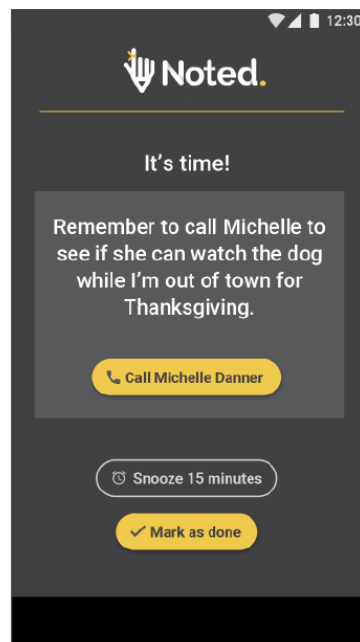 12:30
Noted.
It’s time!
Remember to call Michelle to
see if she can watch the dog
while I’m out of town for
Thanksgiving.
Call Michelle Danner
Snooze 15 minutes
Mark as done